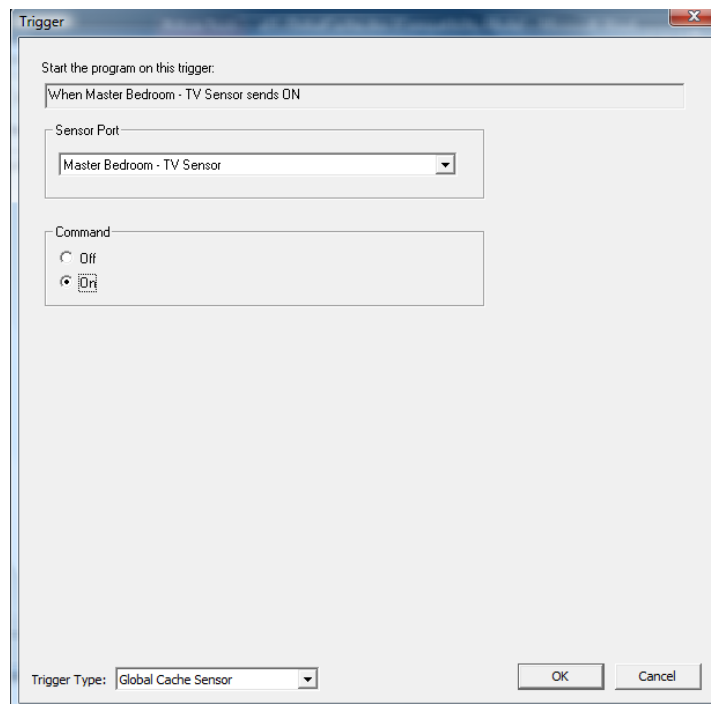 Trigger
Start the program on this trigger:
When Master Bedroom - TV Sensor sends ON
Sensor Port
Master Bedroom - TV Sensor
Command
Off
On
Trigger Type: Global Cache Sensor OK Cancel